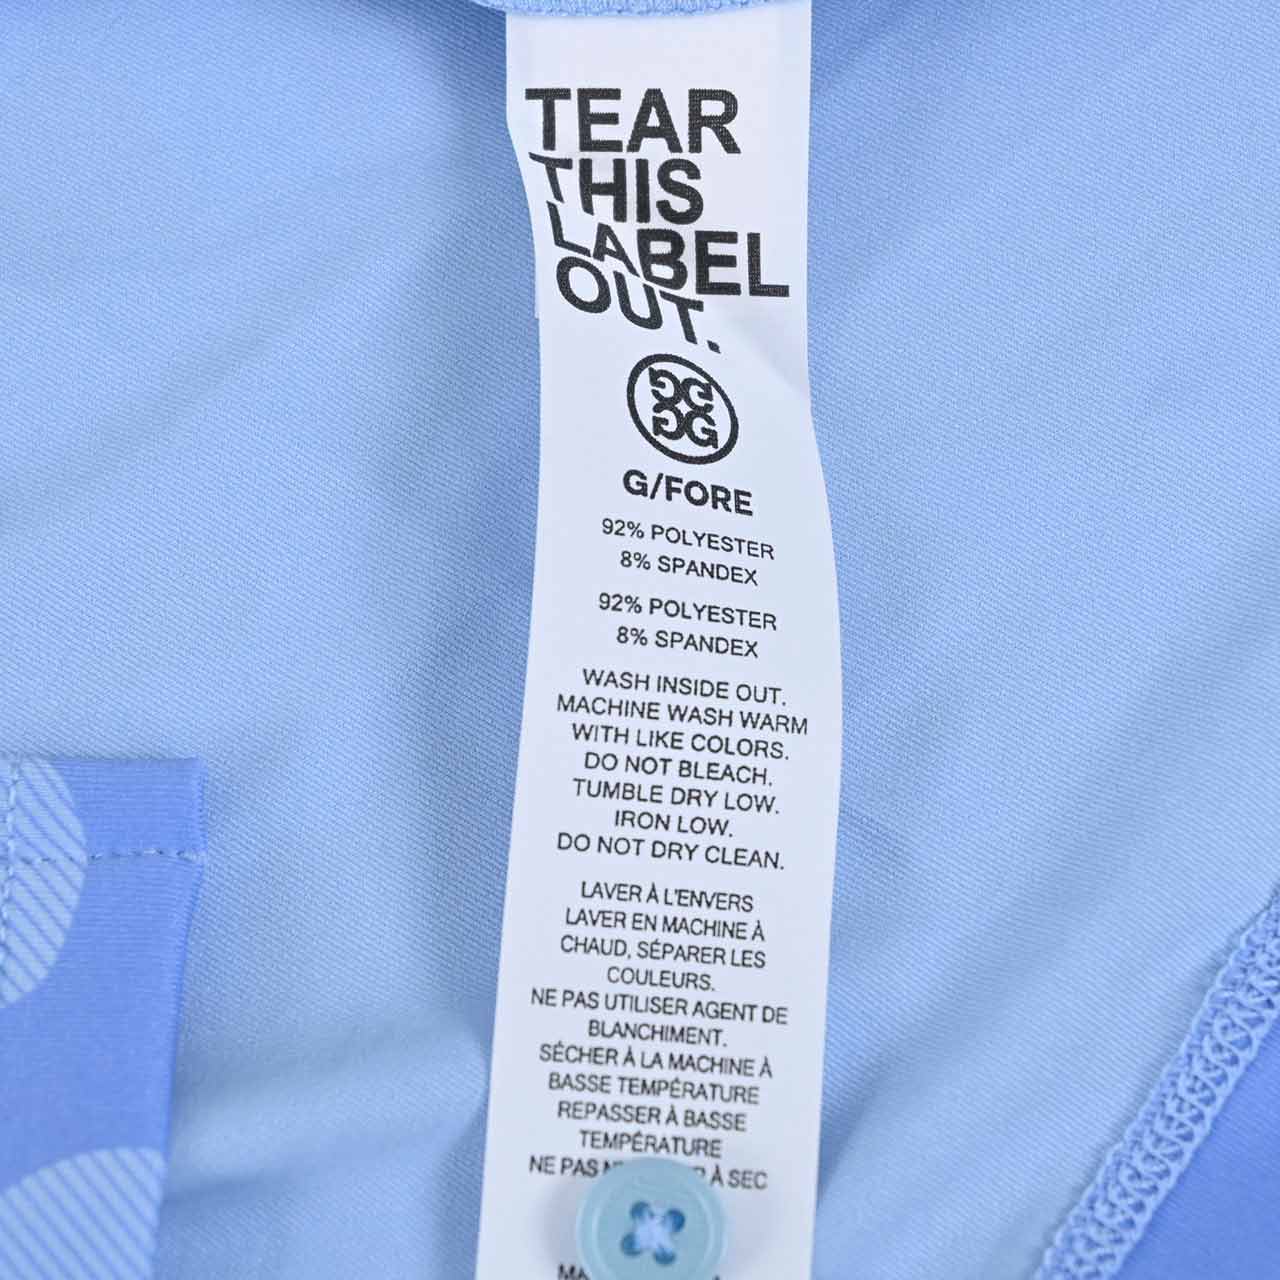 TEAR
THIS
LABEL
OUT.
G/FORE
92% POLYESTER
8% SPANDEX
92% POLYESTER
8% SPANDEX
WASH INSIDE OUT.
MACHINE WASH WARM
WITH LIKE COLORS.
DO NOT BLEACH.
TUMBLE DRY LOW.
IRON LOW.
DO NOT DRY CLEAN.
LAVER À L'ENVERS
LAVER EN MACHINE À
CHAUD, SÉPARER LES
COULEURS.
NE PAS UTILISER AGENT DE
BLANCHIMENT.
SÉCHER À LA MACHINE À
BASSE TEMPÉRATURE
REPASSER À BASSE
TEMPÉRATURE
NE PAS À SEC